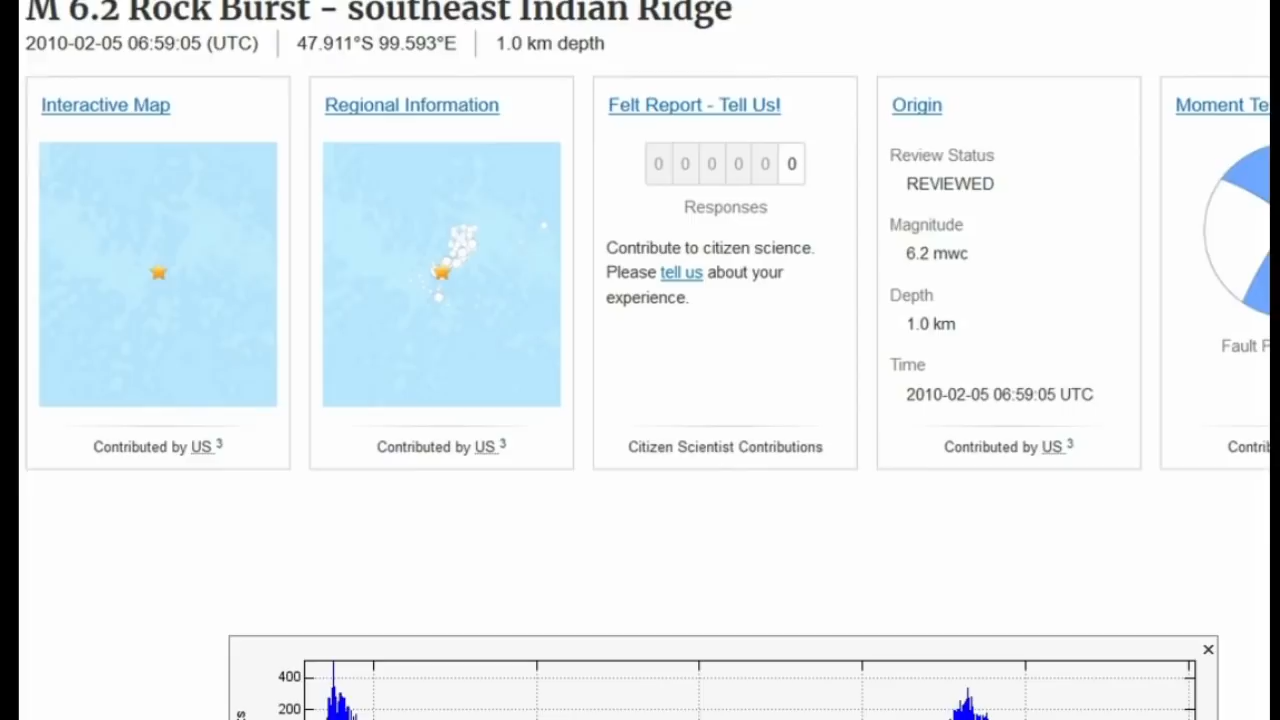 M 6.2 Rock Burst - southeast Indian Ridge
2010-02-05 06:59:05 (UTC) 47.911°S 99.593°E 1.0 km depth
Interactive Map
Contributed by US 3
Regional Information
Contributed by US 3
Felt Report - Tell Us!
0 0 0 0 0 0
Responses
Contribute to citizen science.
Please tell us about your
experience.
Citizen Scientist Contributions
Origin
Review Status
REVIEWED
Magnitude
6.2 mwc
Depth
1.0 km
Time
2010-02-05 06:59:05 UTC
Contributed by US 3
Moment Te
Fault P
Contrib
400
200